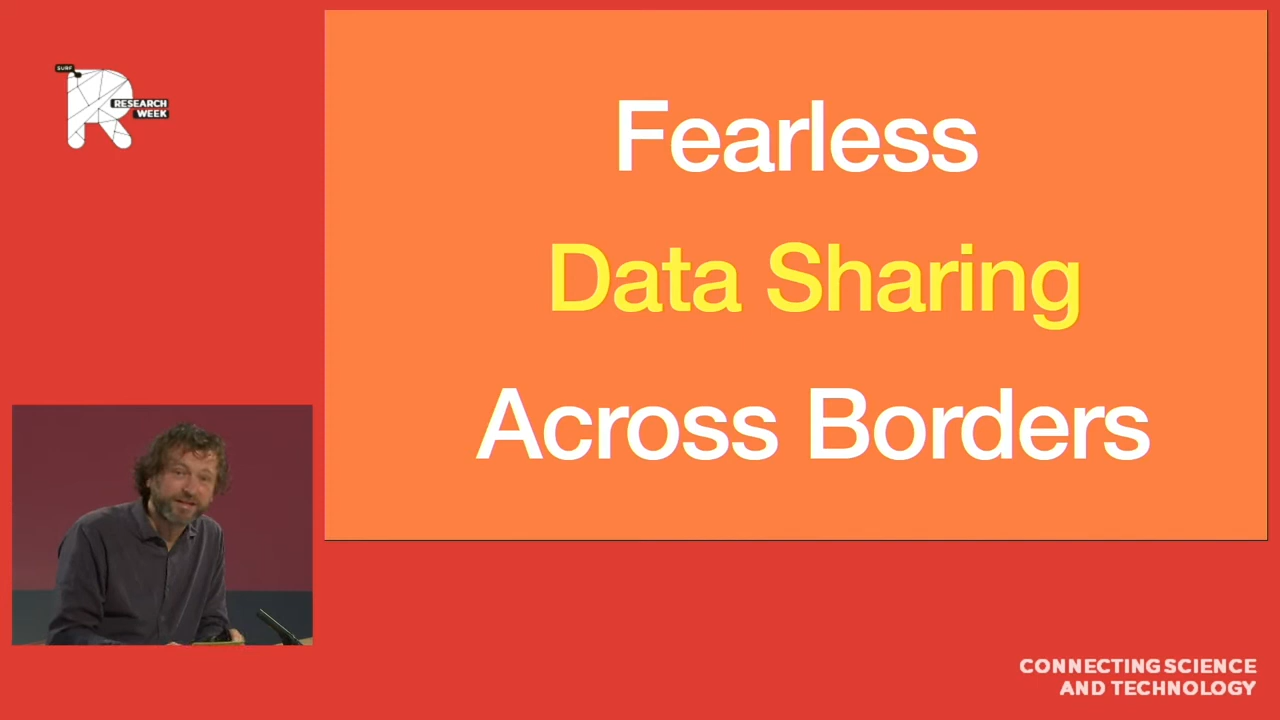 SURF
RESEARCH
WEEK
Fearless
Data Sharing
Across Borders
CONNECTING SCIENCE
AND TECHNOLOGY